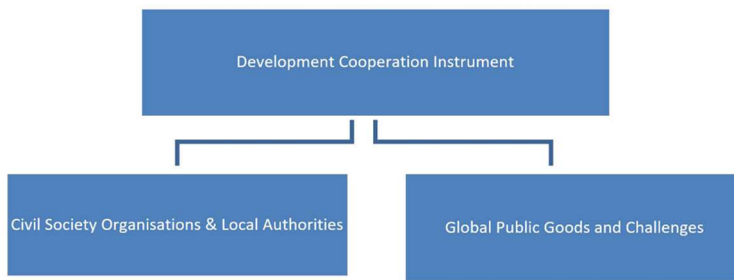 Development Cooperation Instrument
Civil Society Organisations & Local Authorities
Global Public Goods and Challenges